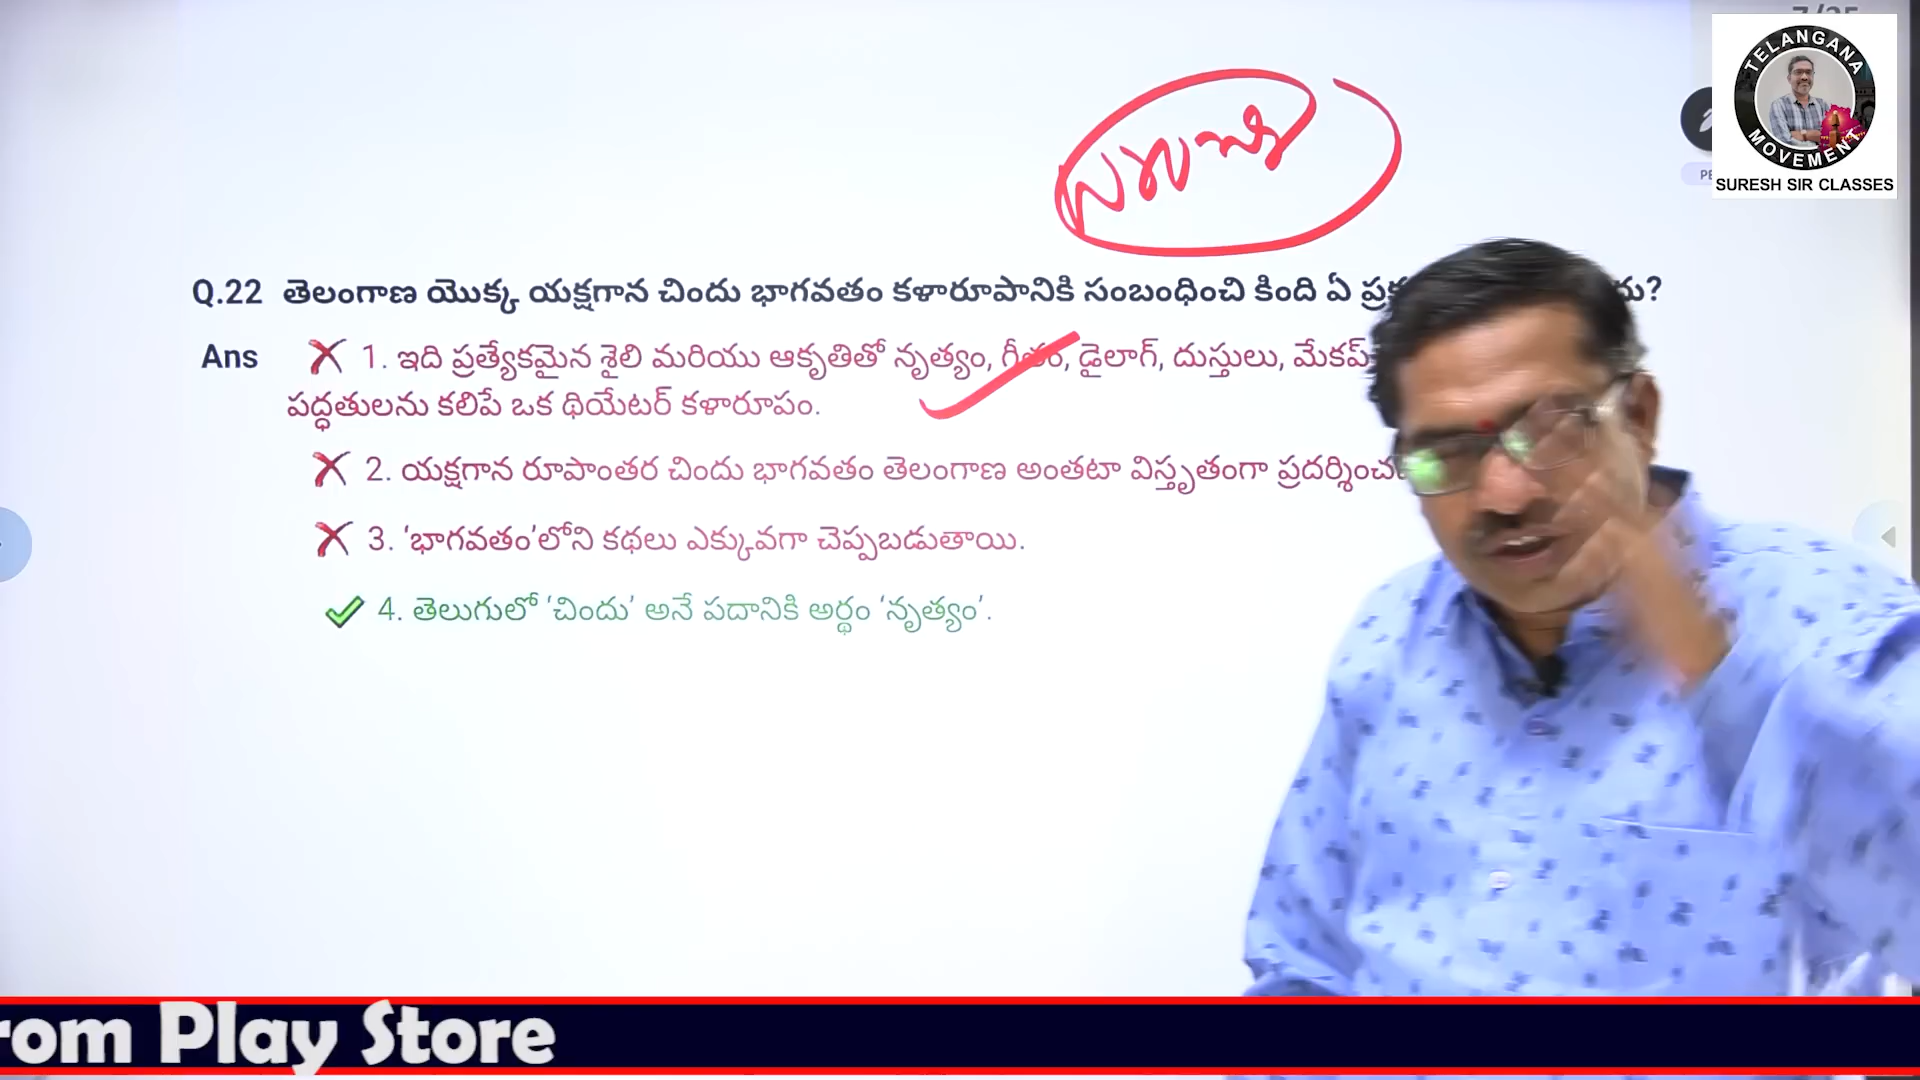 TELANGANA
MOVEMENT
SURESH SIR CLASSES
Q.22 తెలంగాణ యొక్క యక్షగాన చిందు భాగవతం కళారూపానికి సంబంధించి కింది ఏ
Ans 1. ఇది ప్రత్యేకమైన శైలి మరియు ఆకృతితో నృత్యం, గీతం, డైలాగ్, దుస్తులు, మేకప్
పద్ధతులను కలిపే ఒక థియేటర్ కళారూపం.
2. యక్షగాన రూపాంతర చిందు భాగవతం తెలంగాణ అంతటా విస్తృతంగా
3. 'భాగవతం'లోని కథలు ఎక్కువగా చెప్పబడుతాయి.
4. తెలుగులో 'చిందు' అనే పదానికి అర్థం 'నృత్యం'.
rom Play Store